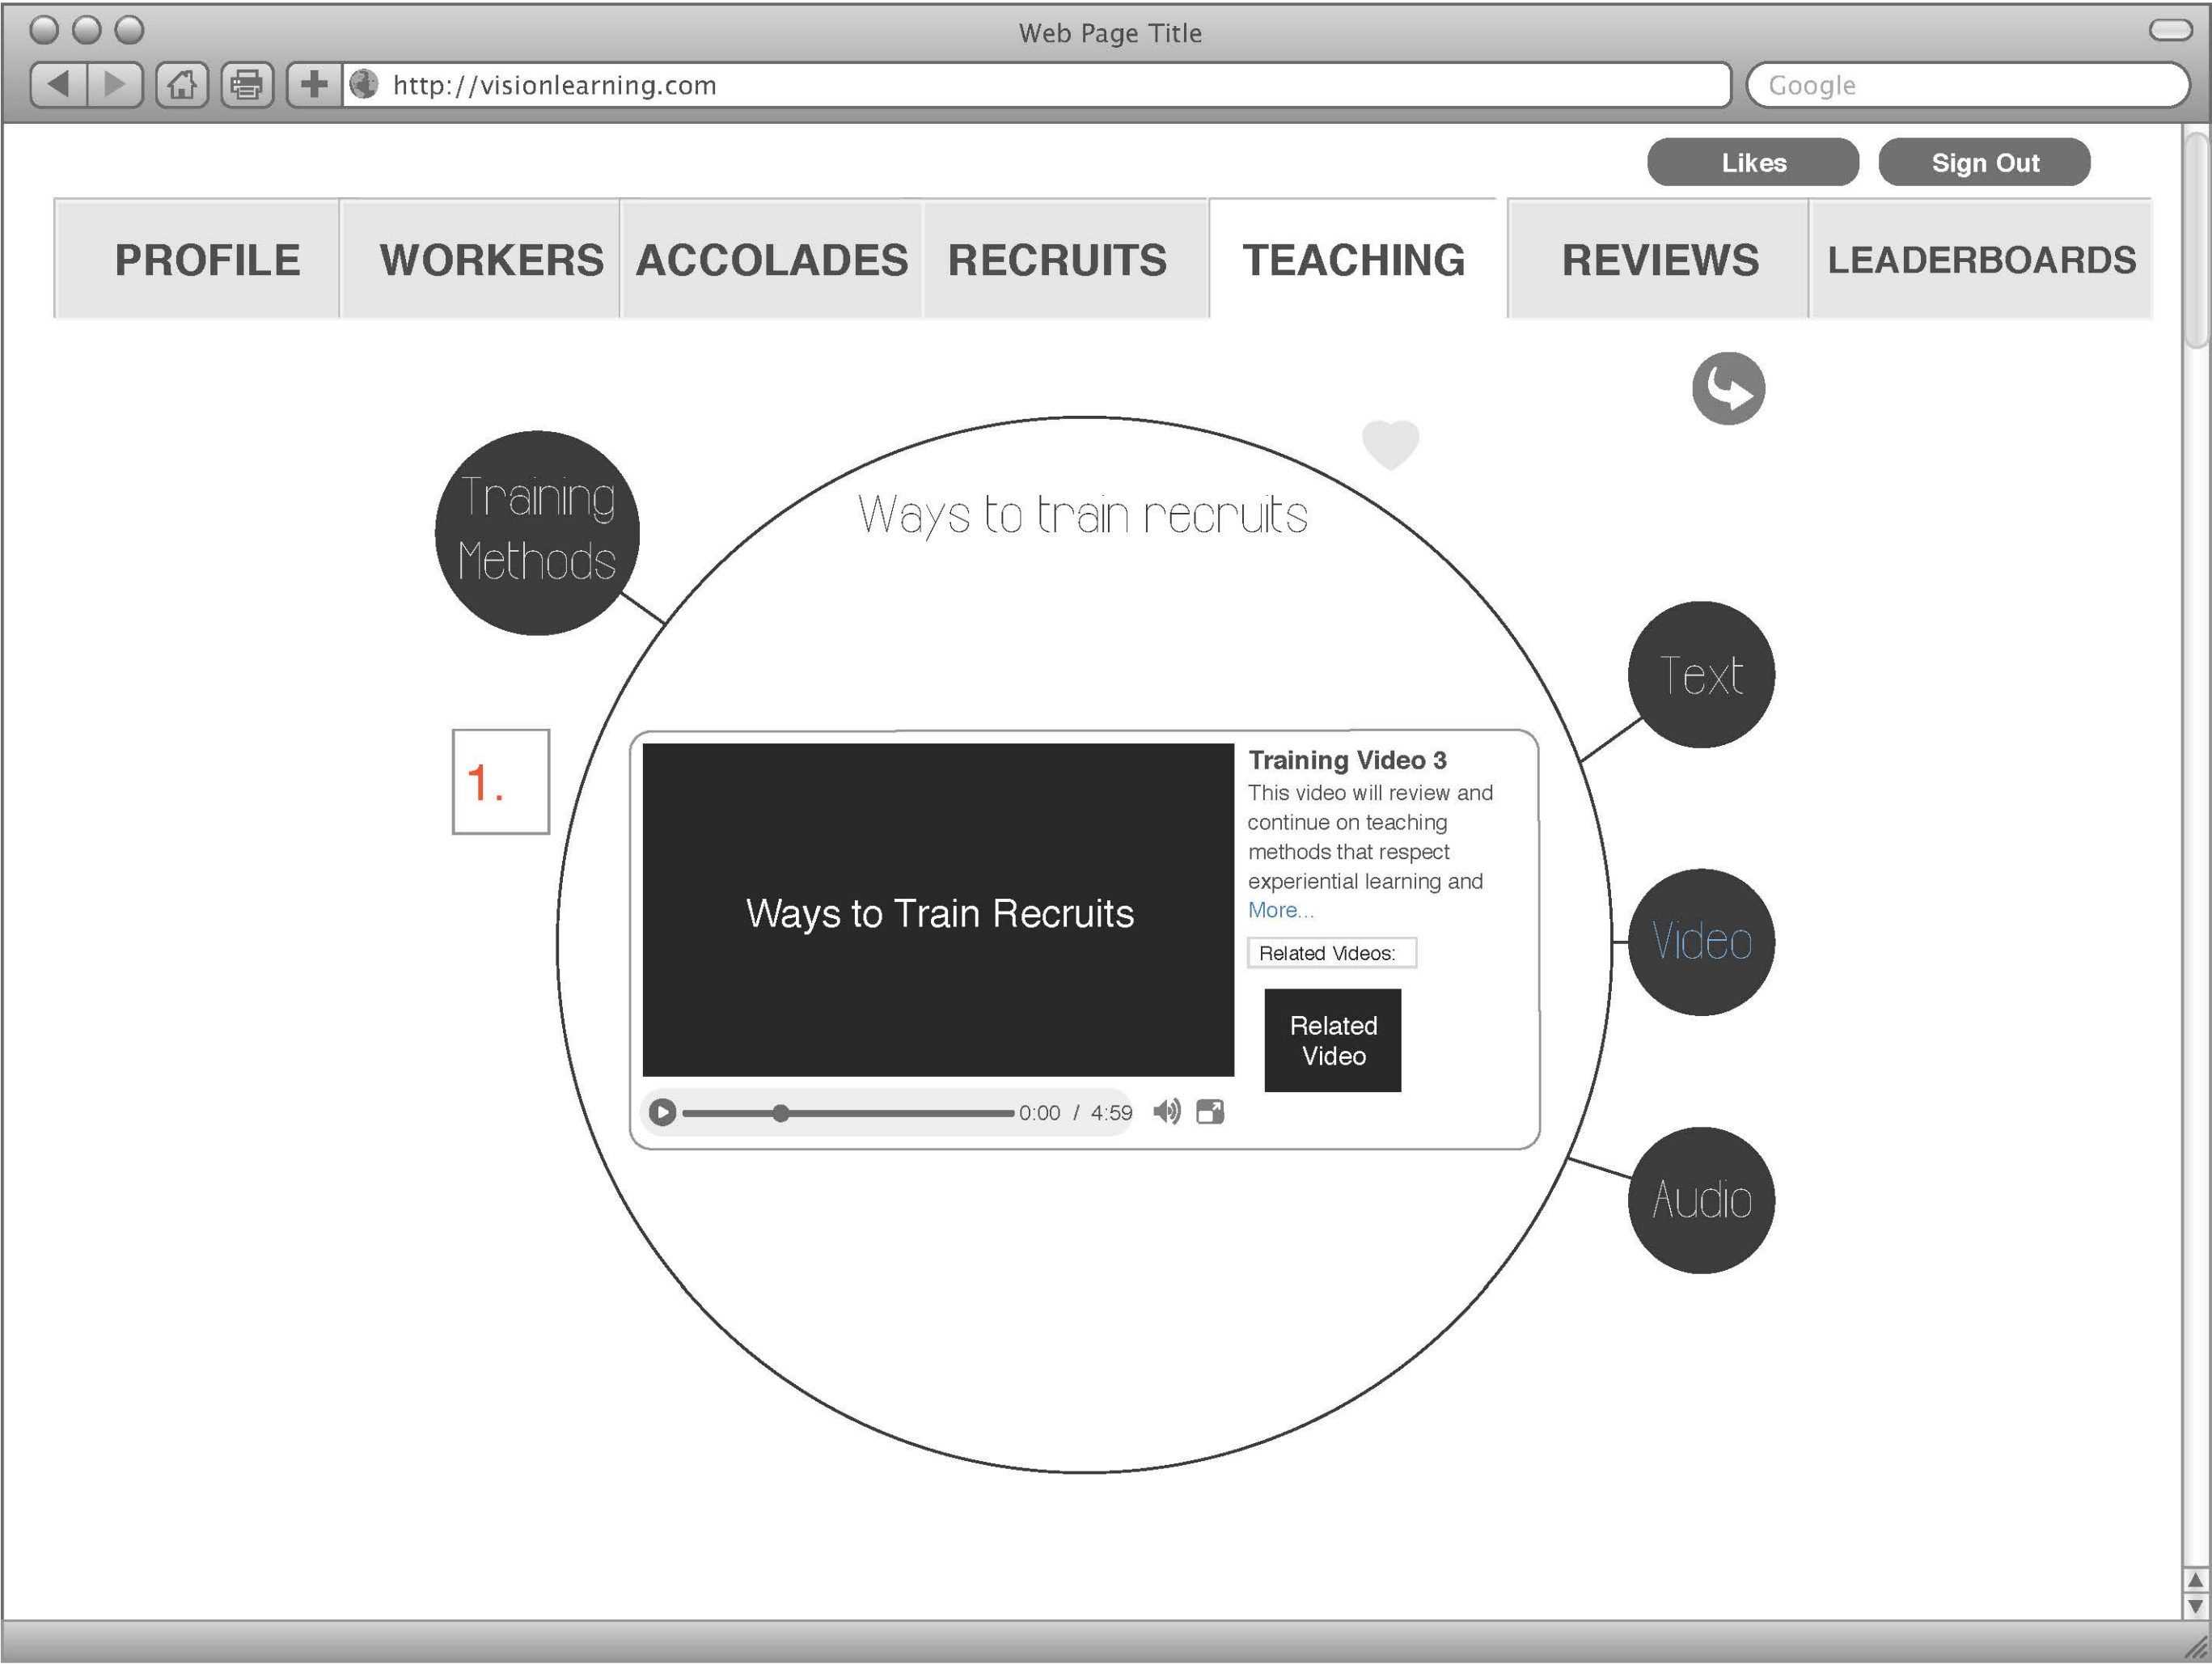 Web Page Title
http://visionlearning.com
Google
Likes
Sign Out
PROFILE
WORKERS
ACCOLADES
RECRUITS
TEACHING
REVIEWS
LEADERBOARDS
Training
Methods
Ways to train recruits
Text
1.
Ways to Train Recruits
Training Video 3
This video will review and
continue on teaching
methods that respect
experiential learning and
More...
Related Videos:
Related
Video
0:00 / 4:59
Video
Audio